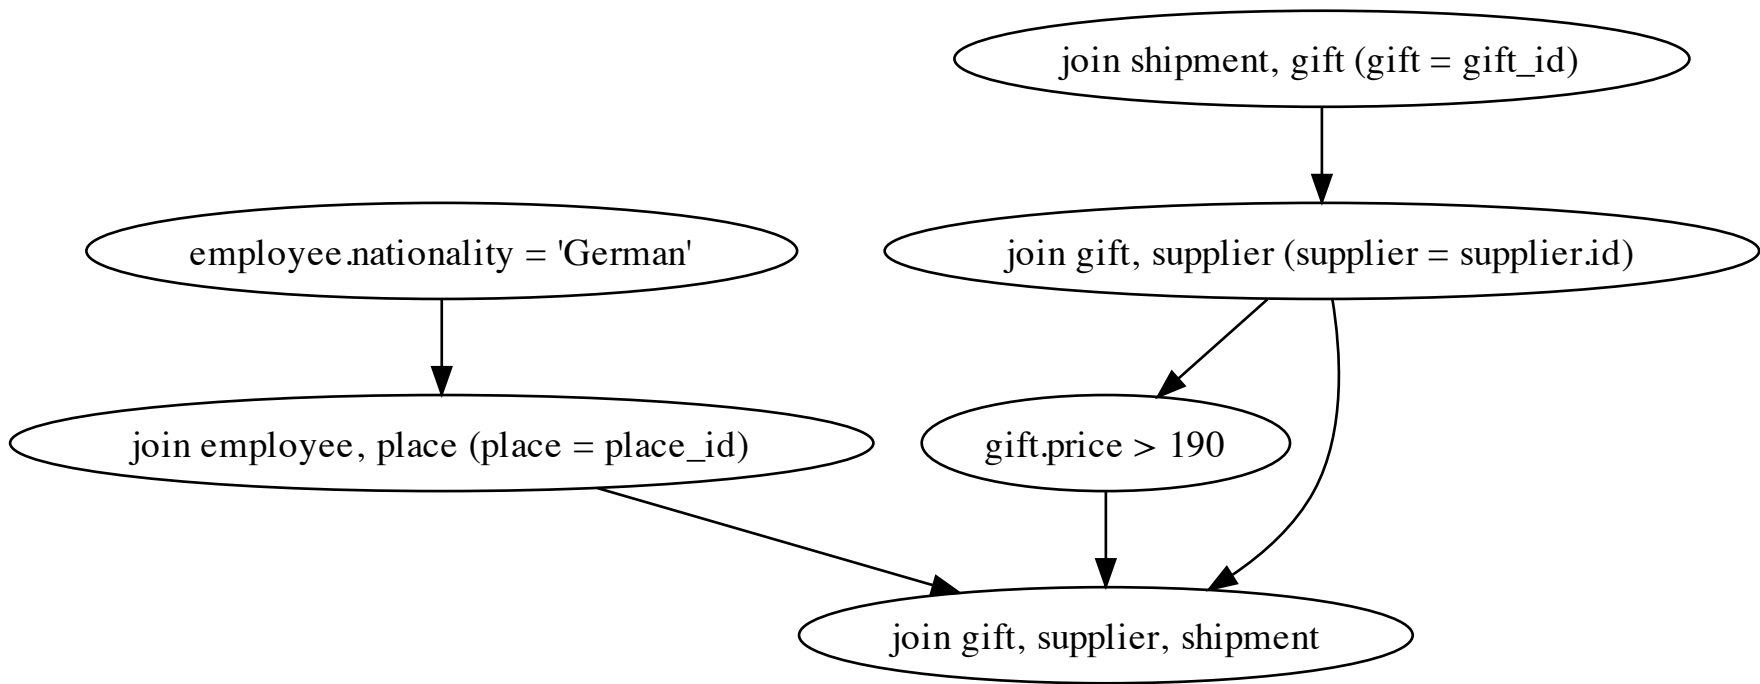 join shipment, gift (gift = gift_id)
employee.nationality = 'German'
join gift, supplier (supplier = supplier.id)
join employee, place (place = place_id)
gift.price > 190
join gift, supplier, shipment